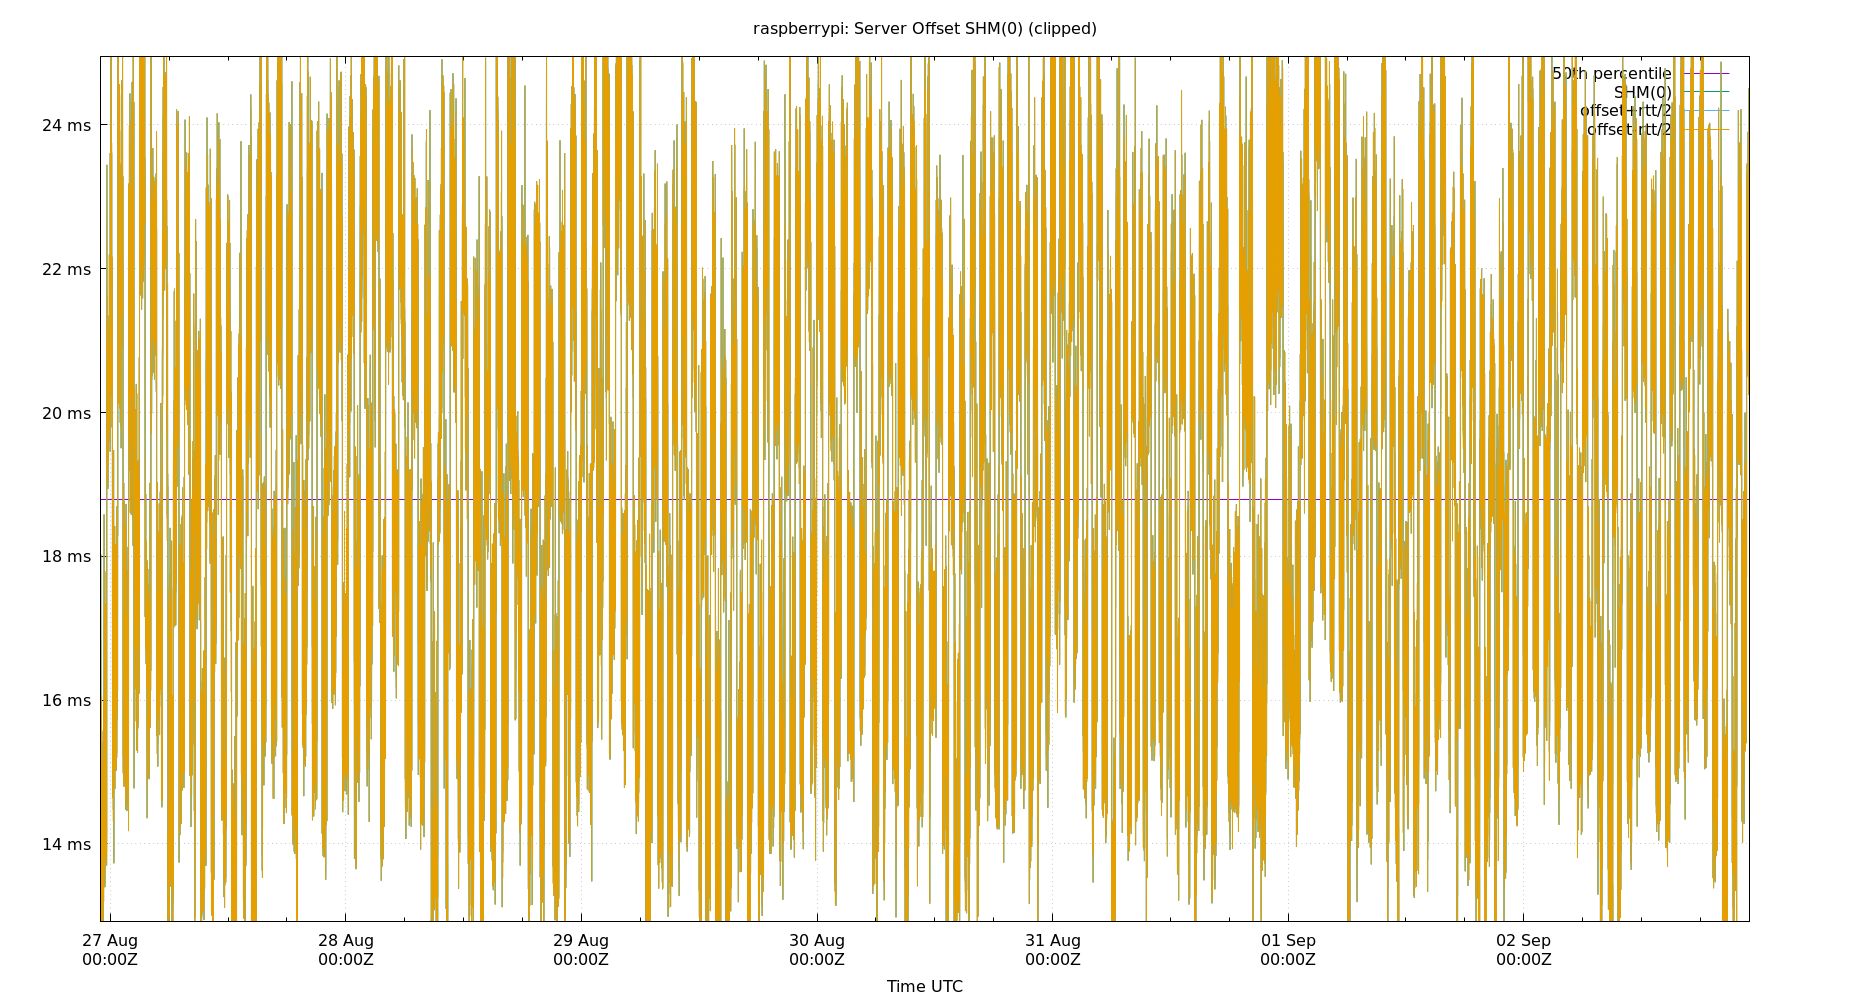 raspberrypi: Server Offset SHM(0) (clipped)
50th percentile
SHM(0)
offset+rtt/2
offset-rtt/2
24 ms
22 ms
20 ms
18 ms
16 ms
14 ms
27 Aug 28 Aug 29 Aug 30 Aug 31 Aug 01 Sep 02 Sep
00:00Z 00:00Z 00:00Z 00:00Z 00:00Z 00:00Z 00:00Z
Time UTC